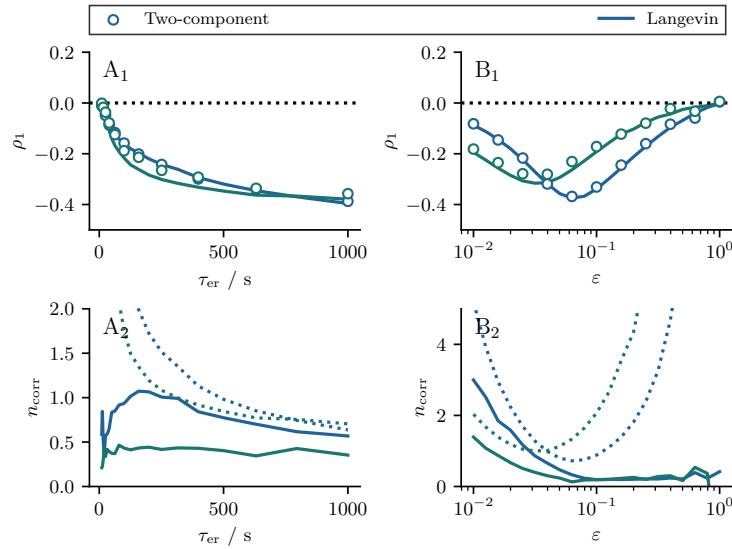 Two-component Langevin
A₁ B₁
0.2 0.2
0.0 0.0
−0.2 −0.2
−0.4 −0.4
ρ₁ ρ₁
0 500 1000 10⁻² 10⁻¹ 10⁰
τₑᵣ / s ε
A₂ B₂
2.0
1.5 4
1.0 2
0.5
0.0 0
n_corr n_corr
0 500 1000 10⁻² 10⁻¹ 10⁰
τₑᵣ / s ε